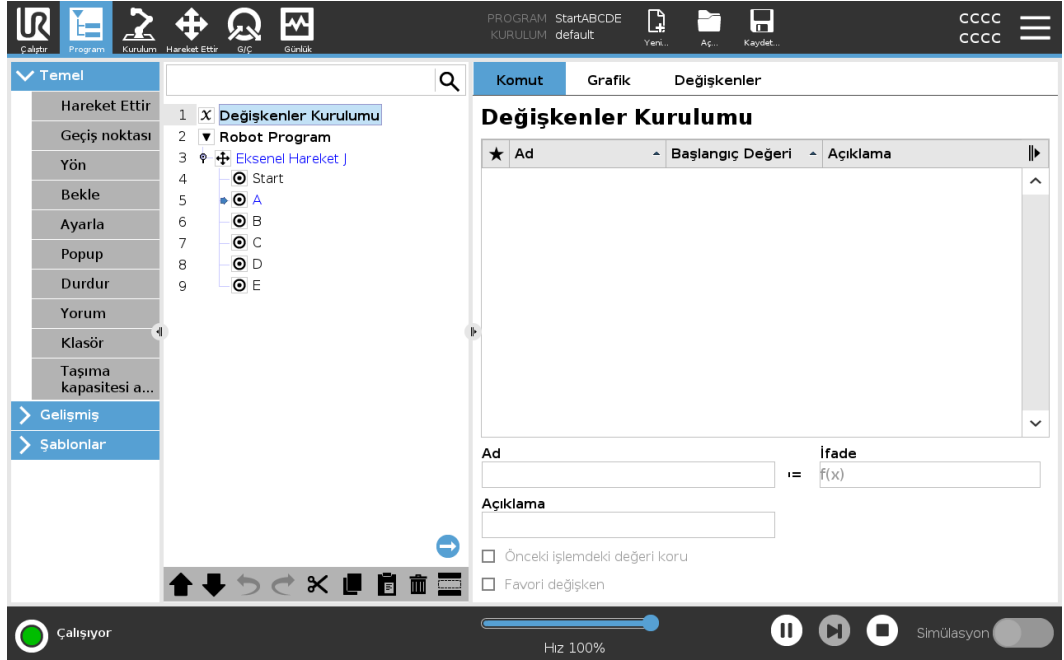 UR
PROGRAM StartABCDE
KURULUM default
CCCC
CCCC
Çalıştır
Program
Kurulum
Hareket Ettir
G/Ç
Günlük
Yeni...
Aç...
Kaydet...
Temel
Hareket Ettir
Geçiş noktası
Yön
Bekle
Ayarla
Popup
Durdur
Yorum
Klasör
Taşıma
kapasitesi a...
Gelişmiş
Şablonlar
1 X Değişkenler Kurulumu
2 Robot Program
3 Eksenel Hareket J
4 Start
5 A
6 B
7 C
8 D
9 E
Komut Grafik Değişkenler
Değişkenler Kurulumu
Ad Başlangıç Değeri Açıklama
Ad
İfade
:=
f(x)
Açıklama
Önceki işlemdeki değeri koru
Favori değişken
Çalışıyor
Hız 100%
Simülasyon